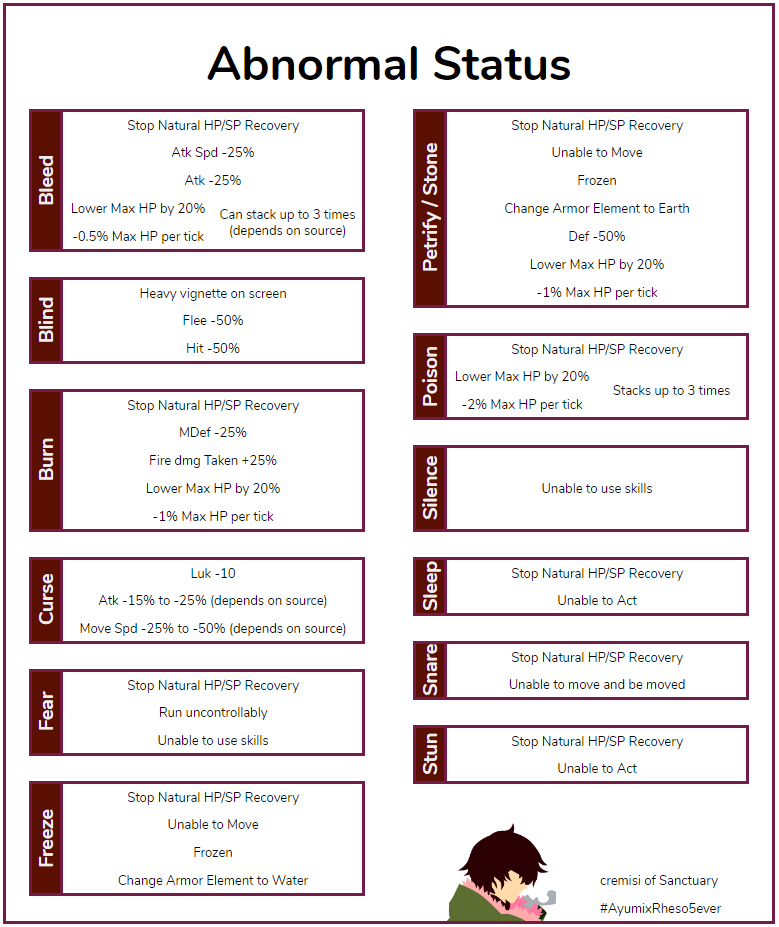 Abnormal Status
Bleed
Stop Natural HP/SP Recovery
Atk Spd -25%
Atk -25%
Lower Max HP by 20%
-0.5% Max HP per tick
Can stack up to 3 times
(depends on source)
Blind
Heavy vignette on screen
Flee -50%
Hit -50%
Burn
Stop Natural HP/SP Recovery
MDef -25%
Fire dmg Taken +25%
Lower Max HP by 20%
-1% Max HP per tick
Curse
Luk -10
Atk -15% to -25% (depends on source)
Move Spd -25% to -50% (depends on source)
Fear
Stop Natural HP/SP Recovery
Run uncontrollably
Unable to use skills
Freeze
Stop Natural HP/SP Recovery
Unable to Move
Frozen
Change Armor Element to Water
Petrify / Stone
Stop Natural HP/SP Recovery
Unable to Move
Frozen
Change Armor Element to Earth
Def -50%
Lower Max HP by 20%
-1% Max HP per tick
Poison
Stop Natural HP/SP Recovery
Lower Max HP by 20%
-2% Max HP per tick
Stacks up to 3 times
Silence
Unable to use skills
Sleep
Stop Natural HP/SP Recovery
Unable to Act
Snare
Stop Natural HP/SP Recovery
Unable to move and be moved
Stun
Stop Natural HP/SP Recovery
Unable to Act
cremisi of Sanctuary
#AyumixRheso5ever